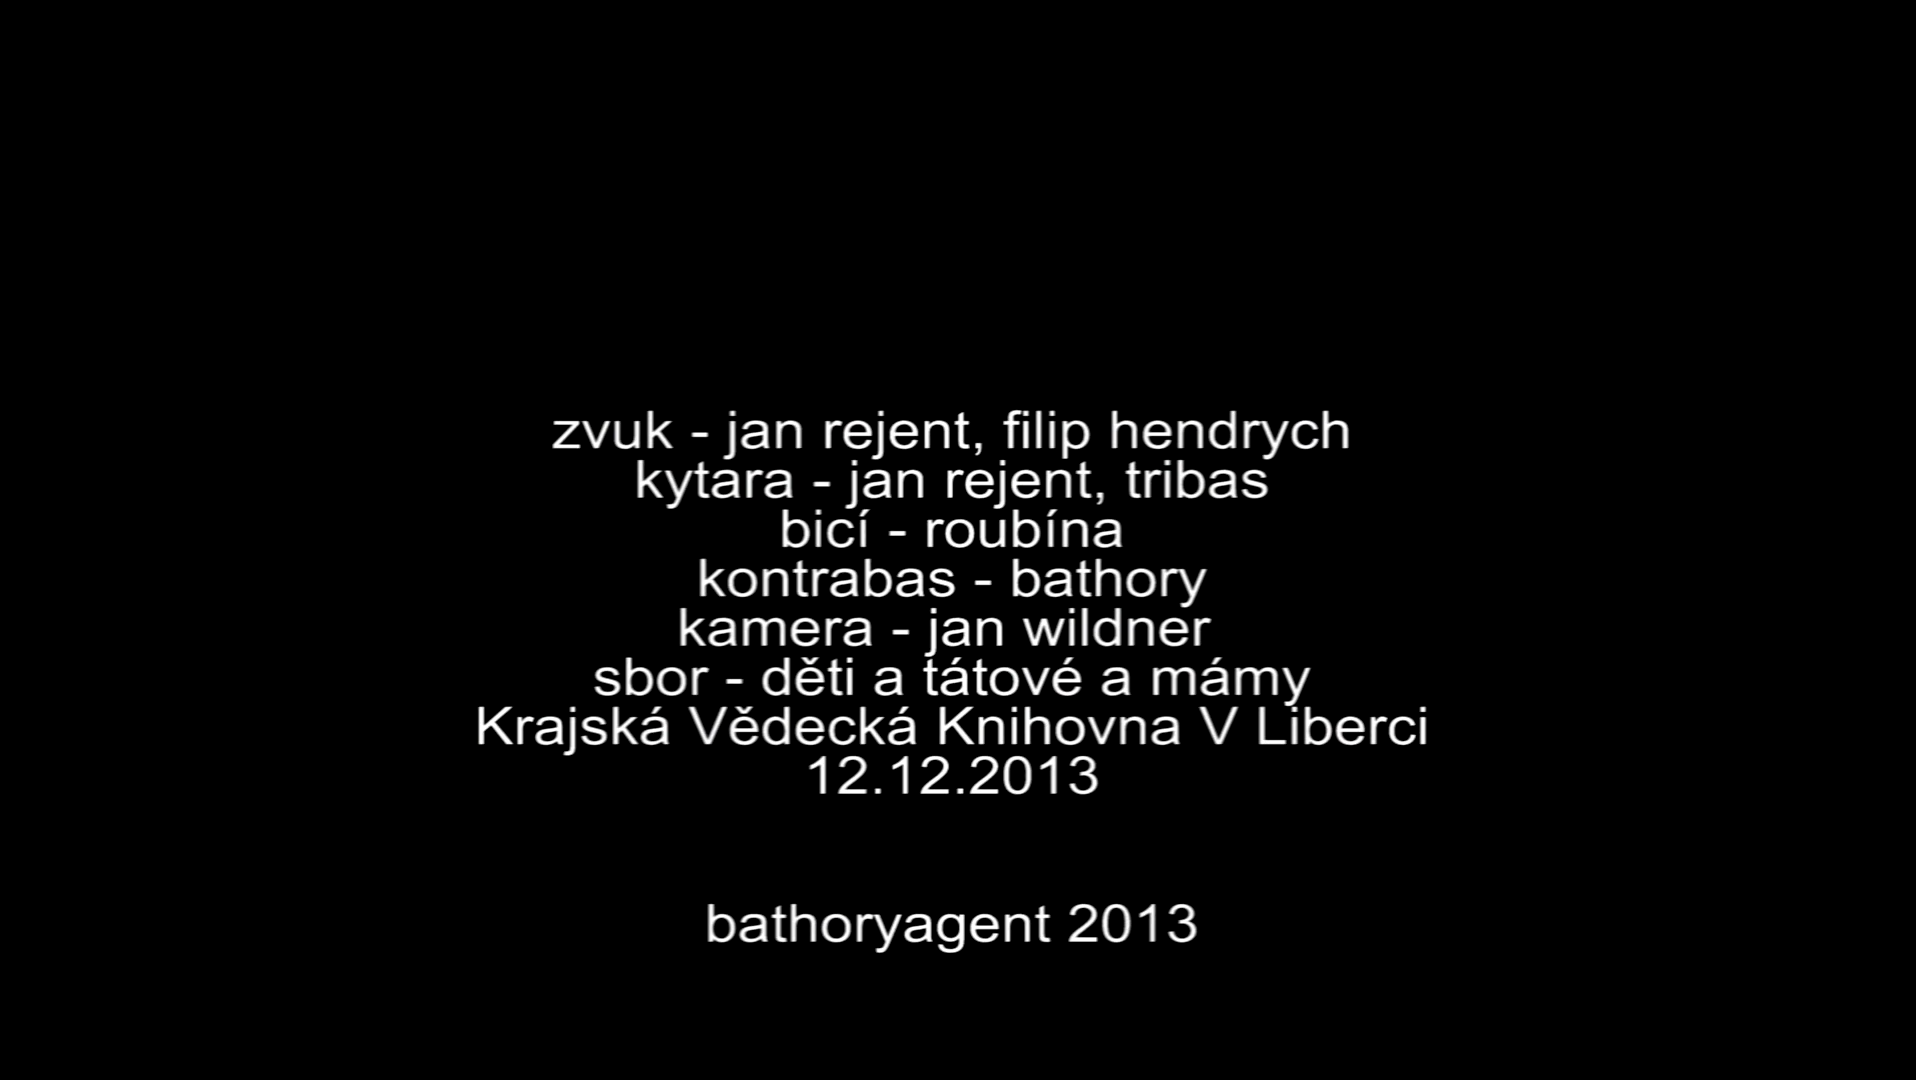 zvuk - jan rejent, filip hendrych
kytara - jan rejent, tribas
bicí - roubína
kontrabas - bathory
kamera - jan wildner
sbor - děti a tátové a mámy
Krajská Vědecká Knihovna V Liberci
12.12.2013
bathoryagent 2013